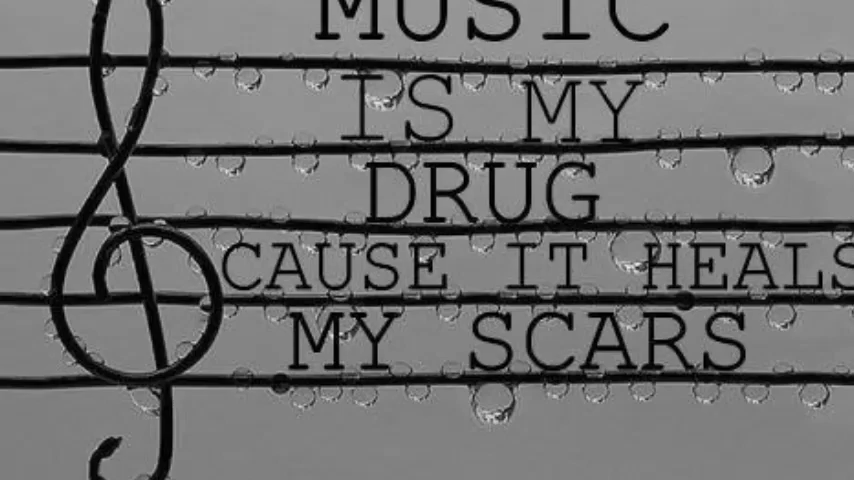 MUSIC
IS MY
DRUG
CAUSE IT HEALS
MY SCARS